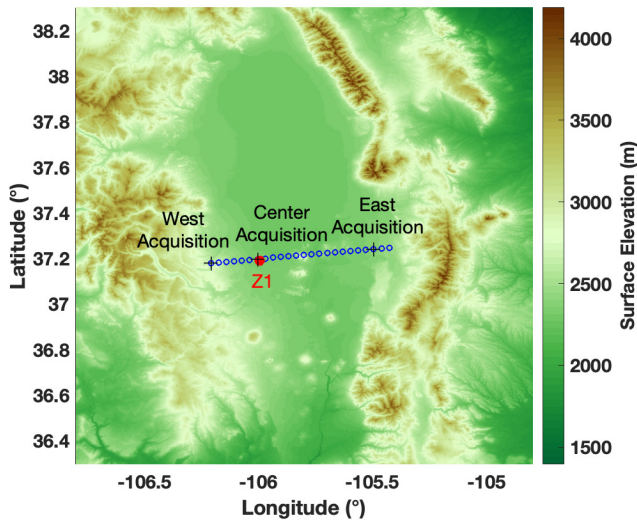 38.2
38
37.8
37.6
37.4
37.2
37
36.8
36.6
36.4
Latitude (°)
West
Acquisition
Center
Acquisition
East
Acquisition
Z1
-106.5
-106
-105.5
-105
Longitude (°)
4000
3500
3000
2500
2000
1500
Surface Elevation (m)